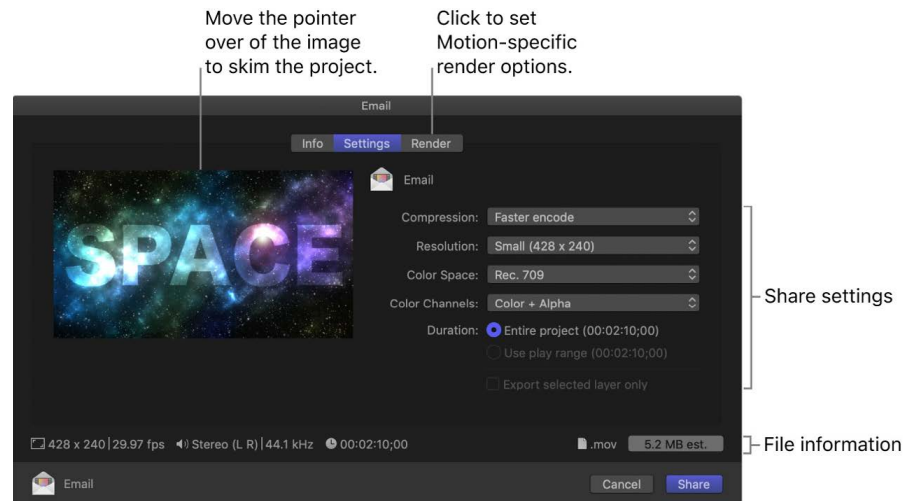 Move the pointer
over of the image
to skim the project.
Click to set
Motion-specific
render options.
Email
Info Settings Render
SPACE
Email
Compression: Faster encode
Resolution: Small (428 x 240)
Color Space: Rec. 709
Color Channels: Color + Alpha
Duration: Entire project (00:02:10;00)
Use play range (00:02:10;00)
Export selected layer only
Share settings
428 x 240 | 29.97 fps Stereo (L R) | 44.1 kHz 00:02:10;00 .mov 5.2 MB est.
File information
Email Cancel Share